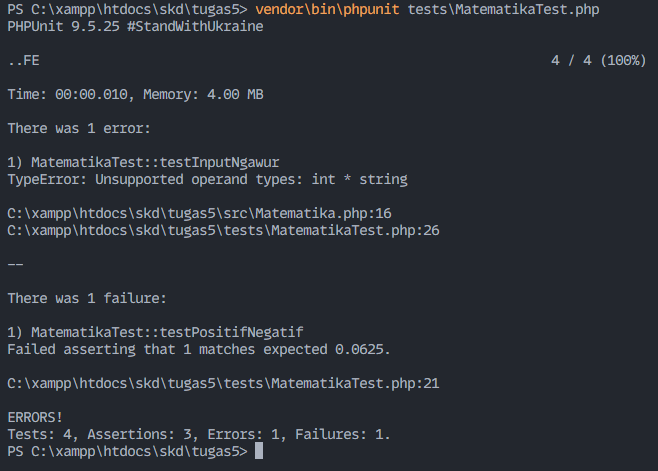 PS C:\xampp\htdocs\skd\tugas5> vendor\bin\phpunit tests\MatematikaTest.php
PHPUnit 9.5.25 #StandWithUkraine
..FE 4 / 4 (100%)
Time: 00:00.010, Memory: 4.00 MB
There was 1 error:
1) MatematikaTest::testInputNgawur
TypeError: Unsupported operand types: int * string
C:\xampp\htdocs\skd\tugas5\src\Matematika.php:16
C:\xampp\htdocs\skd\tugas5\tests\MatematikaTest.php:26
--
There was 1 failure:
1) MatematikaTest::testPositifNegatif
Failed asserting that 1 matches expected 0.0625.
C:\xampp\htdocs\skd\tugas5\tests\MatematikaTest.php:21
ERRORS!
Tests: 4, Assertions: 3, Errors: 1, Failures: 1.
PS C:\xampp\htdocs\skd\tugas5>